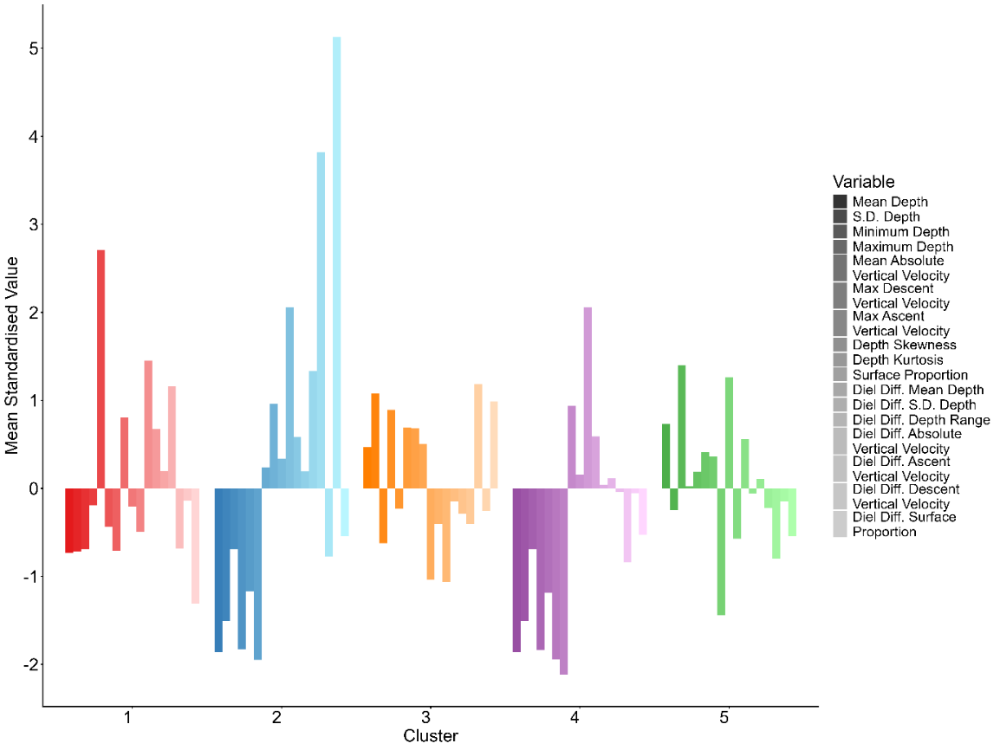 5
4
3
2
1
0
-1
-2
Mean Standardised Value
1 2 3 4 5
Cluster
Variable
Mean Depth
S.D. Depth
Minimum Depth
Maximum Depth
Mean Absolute
Vertical Velocity
Max Descent
Vertical Velocity
Max Ascent
Vertical Velocity
Depth Skewness
Depth Kurtosis
Surface Proportion
Diel Diff. Mean Depth
Diel Diff. S.D. Depth
Diel Diff. Depth Range
Diel Diff. Absolute
Vertical Velocity
Diel Diff. Ascent
Vertical Velocity
Diel Diff. Descent
Vertical Velocity
Diel Diff. Surface
Proportion